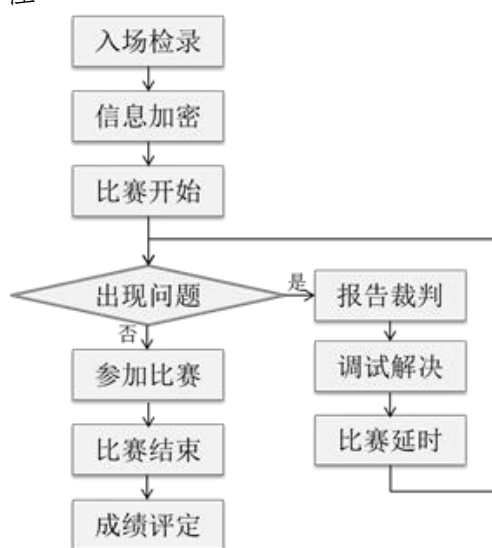 入场检录
信息加密
比赛开始
出现问题
是
报告裁判
否
调试解决
参加比赛
比赛延时
比赛结束
成绩评定